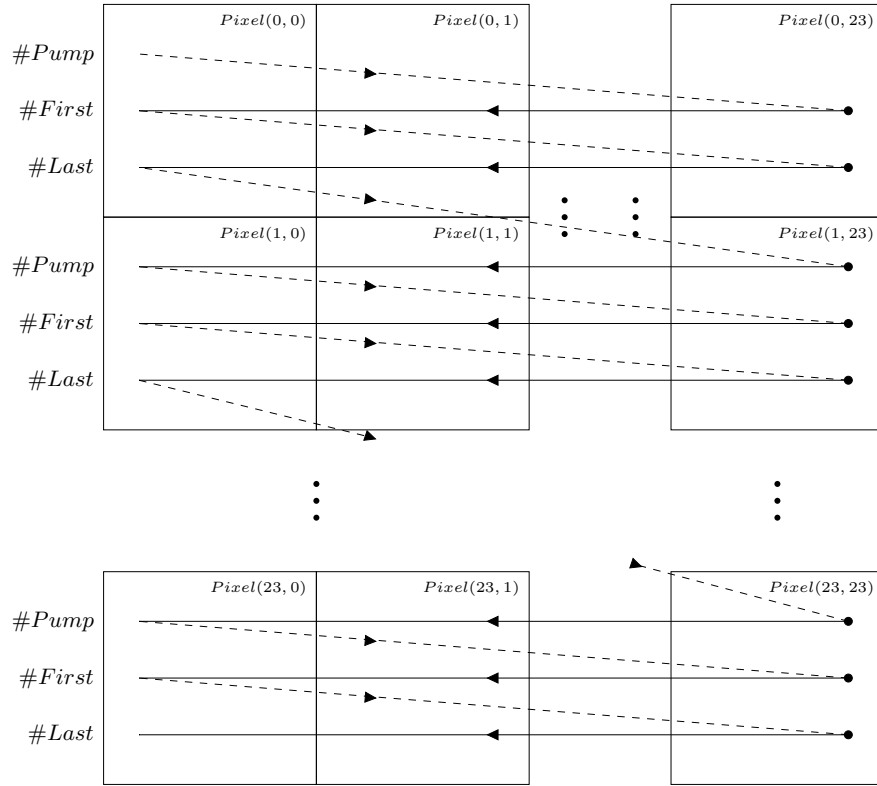 Pixel(0, 0) Pixel(0, 1) Pixel(0, 23)
#Pump
#First
#Last
Pixel(1, 0) Pixel(1, 1) Pixel(1, 23)
#Pump
#First
#Last
Pixel(23, 0) Pixel(23, 1) Pixel(23, 23)
#Pump
#First
#Last